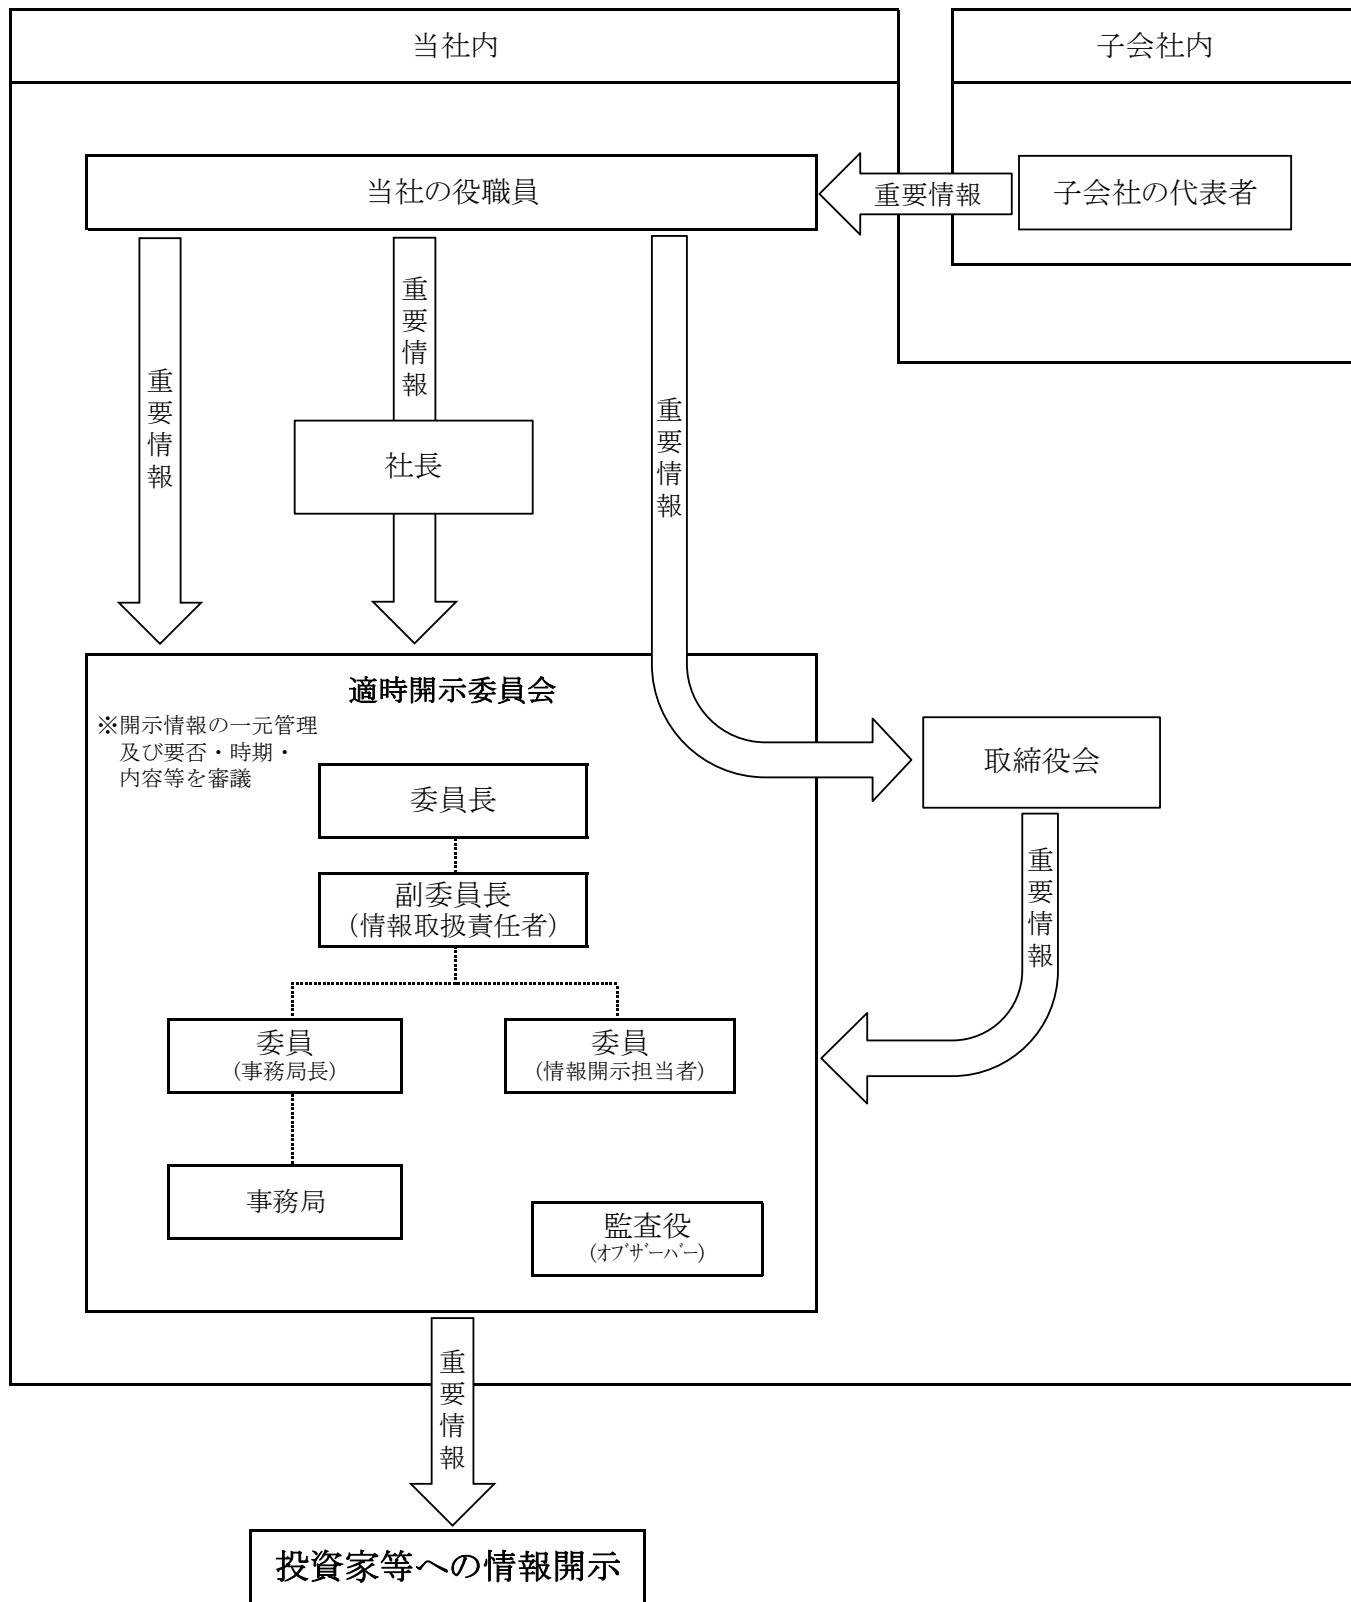 当社内
子会社内
当社の役職員
重要情報
子会社の代表者
重要情報
重要情報
重要情報
社長
適時開示委員会
※開示情報の一元管理
及び要否・時期・
内容等を審議
取締役会
委員長
重要情報
副委員長
（情報取扱責任者）
委員
（事務局長）
委員
（情報開示担当者）
事務局
監査役
（ｵﾌﾞｻﾞｰﾊﾞｰ）
重要情報
投資家等への情報開示